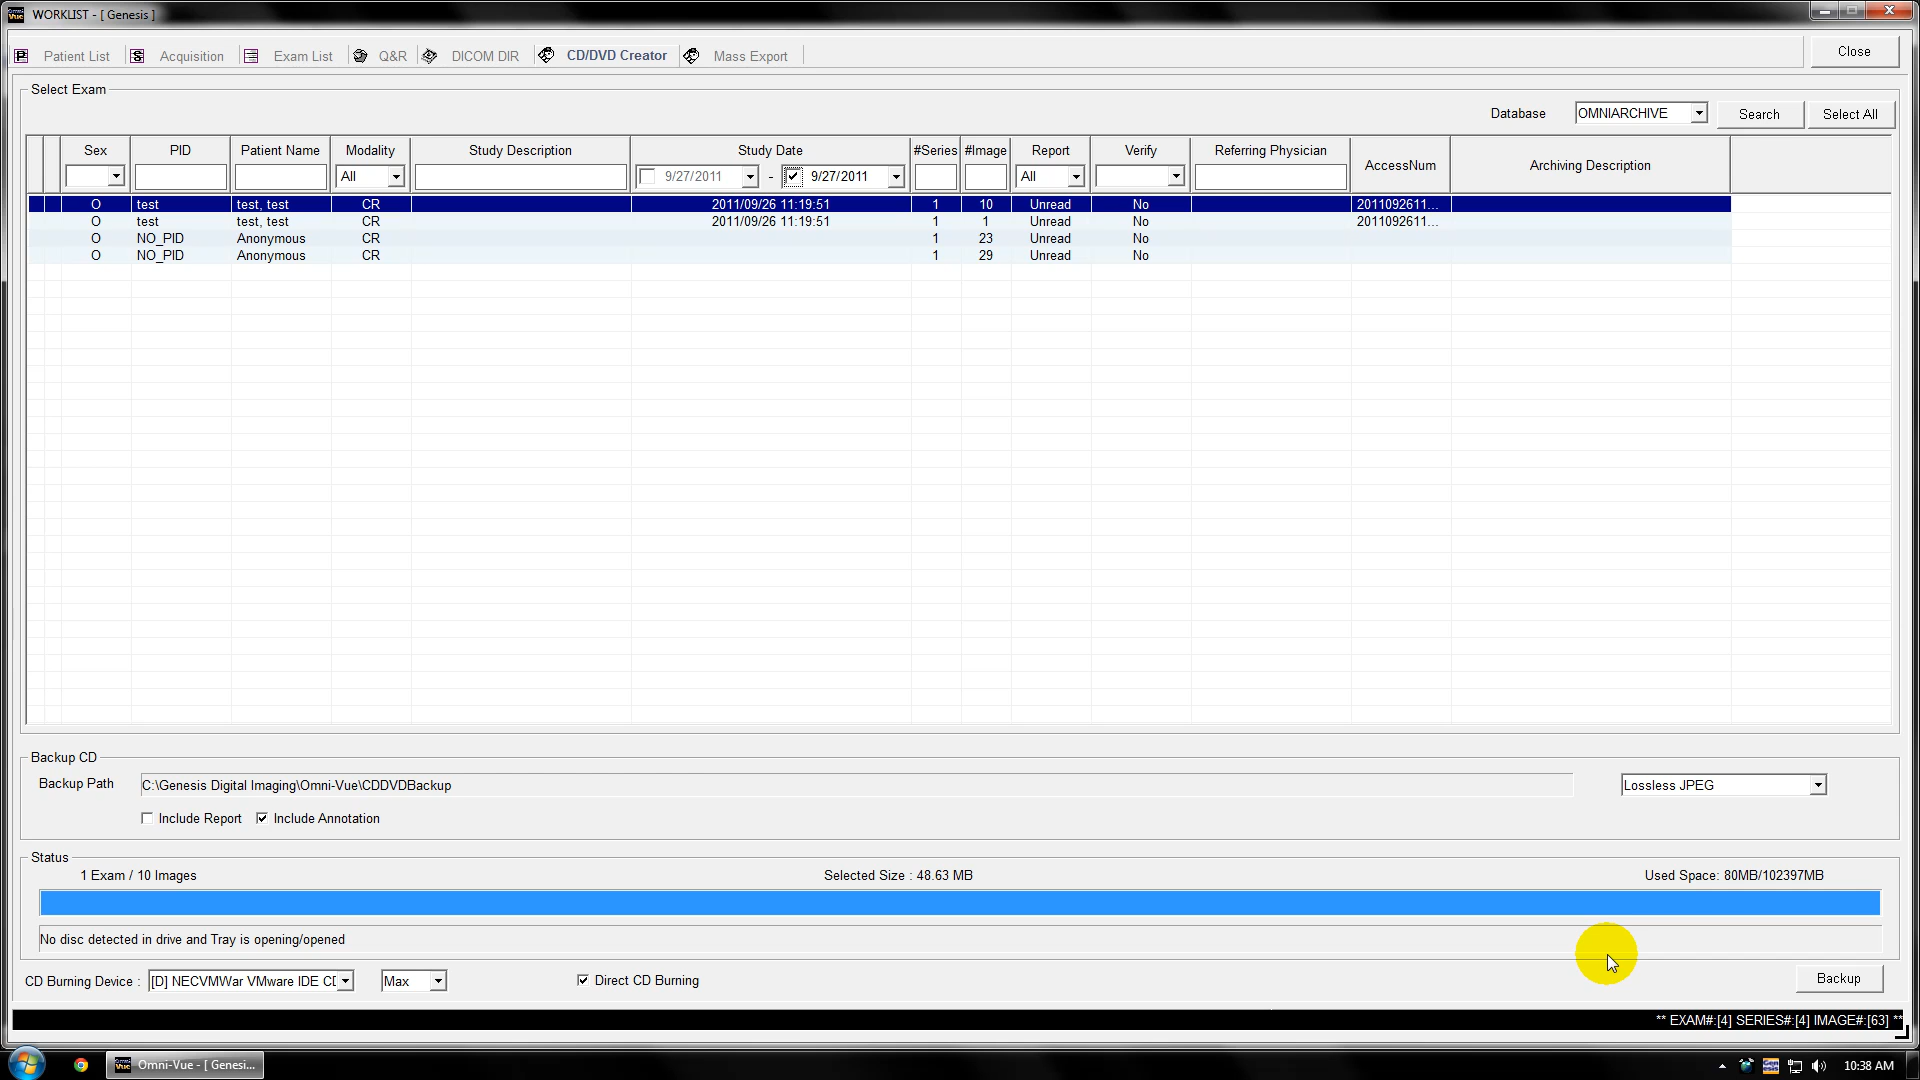 WORKLIST - [ Genesis ]
Patient List
Acquisition
Exam List
Q&R
DICOM DIR
CD/DVD Creator
Mass Export
Close
Select Exam
Database
OMNIARCHIVE
Search
Select All
Sex PID Patient Name Modality Study Description Study Date #Series #Image Report Verify Referring Physician AccessNum Archiving Description
All 9/27/2011 - 9/27/2011 All
O test test, test CR 2011/09/26 11:19:51 1 10 Unread No 2011092611...
O test test, test CR 2011/09/26 11:19:51 1 1 Unread No 2011092611...
O NO_PID Anonymous CR 1 23 Unread No
O NO_PID Anonymous CR 1 29 Unread No
Backup CD
Backup Path C:\Genesis Digital Imaging\Omni-Vue\CDDVDBackup Lossless JPEG
Include Report Include Annotation
Status
1 Exam / 10 Images Selected Size : 48.63 MB Used Space: 80MB/102397MB
No disc detected in drive and Tray is opening/opened
CD Burning Device : [D] NECVMWar VMware IDE CD Max Direct CD Burning Backup
** EXAM#:[4] SERIES#:[4] IMAGE#:[63] **
Omni-Vue - [ Genesi... 10:38 AM